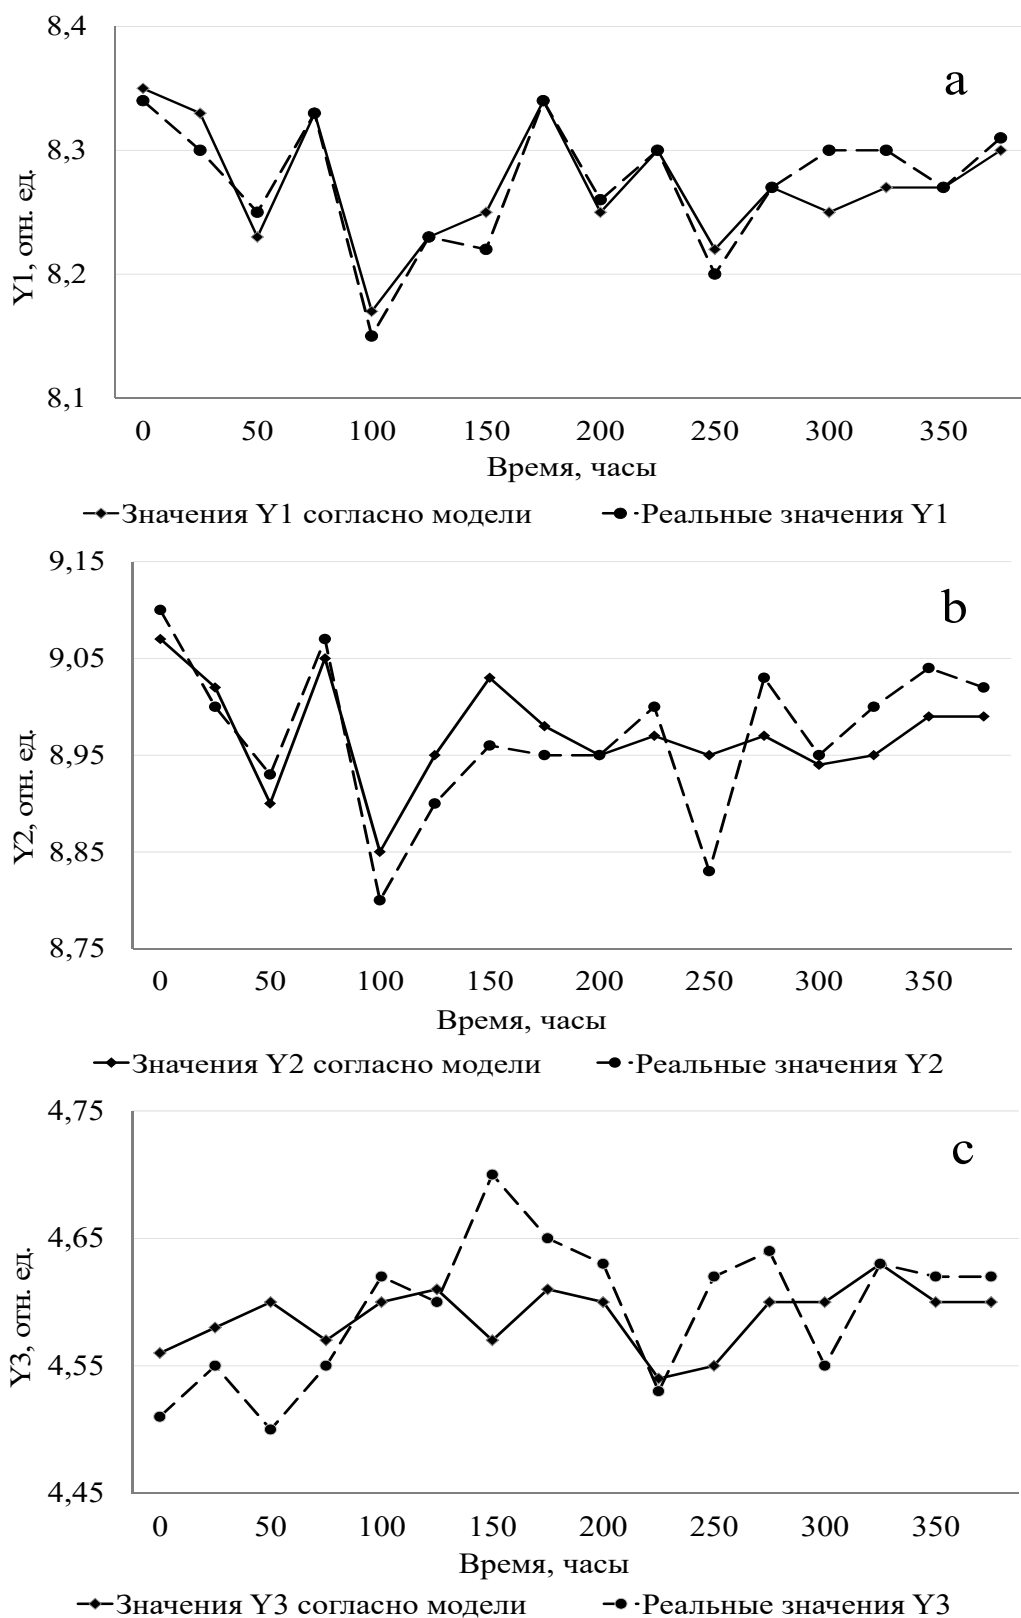 8,4
a
8,3
8,2
8,1
Y1, отн. ед.
0 50 100 150 200 250 300 350
Время, часы
Значения Y1 согласно модели Реальные значения Y1
9,15
b
9,05
8,95
8,85
8,75
Y2, отн. ед.
0 50 100 150 200 250 300 350
Время, часы
Значения Y2 согласно модели Реальные значения Y2
4,75
c
4,65
4,55
4,45
Y3, отн. ед.
0 50 100 150 200 250 300 350
Время, часы
Значения Y3 согласно модели Реальные значения Y3